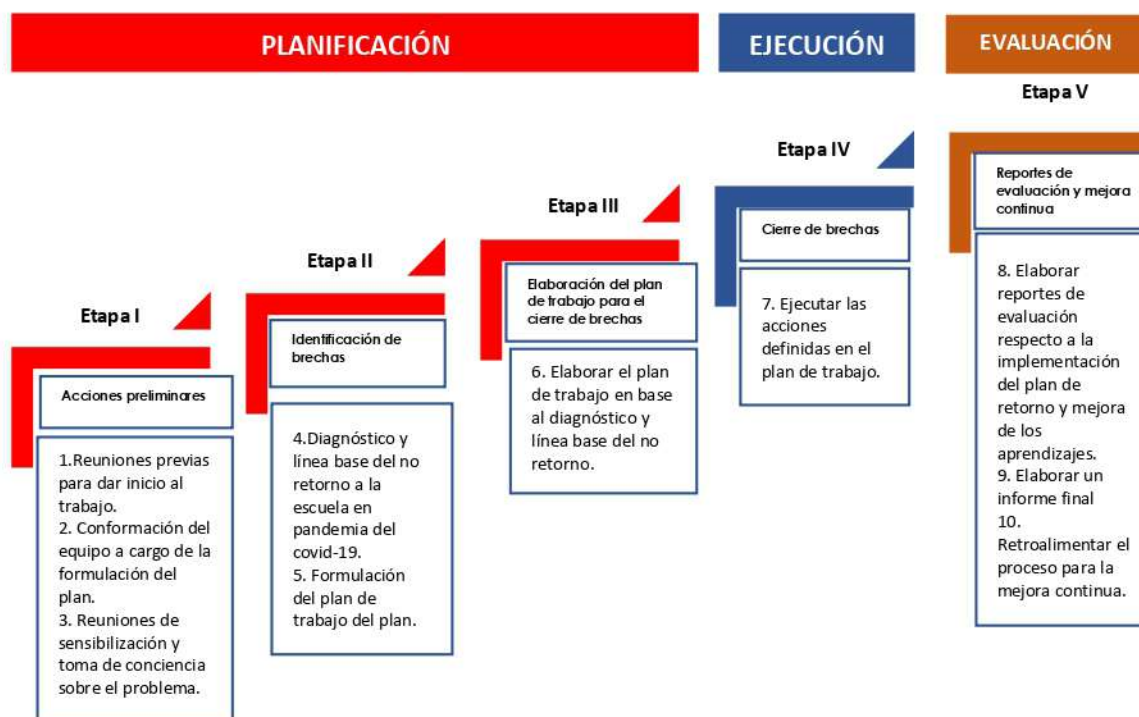 PLANIFICACIÓN
EJECUCIÓN
EVALUACIÓN
Etapa I
Acciones preliminares
1.Reuniones previas
para dar inicio al
trabajo.
2. Conformación del
equipo a cargo de la
formulación del
plan.
3. Reuniones de
sensibilización y
toma de conciencia
sobre el problema.
Etapa II
Identificación de
brechas
4.Diagnóstico y
línea base del no
retorno a la
escuela en
pandemia del
covid-19.
5. Formulación
del plan de
trabajo del plan.
Etapa III
Elaboración del plan
de trabajo para el
cierre de brechas
6. Elaborar el plan
de trabajo en base
al diagnóstico y
línea base del no
retorno.
Etapa IV
Cierre de brechas
7. Ejecutar las
acciones
definidas en el
plan de trabajo.
Etapa V
Reportes de
evaluación y mejora
continua
8. Elaborar
reportes de
evaluación
respecto a la
implementación
del plan de
retorno y mejora
de los
aprendizajes.
9. Elaborar un
informe final
10.
Retroalimentar el
proceso para la
mejora continua.